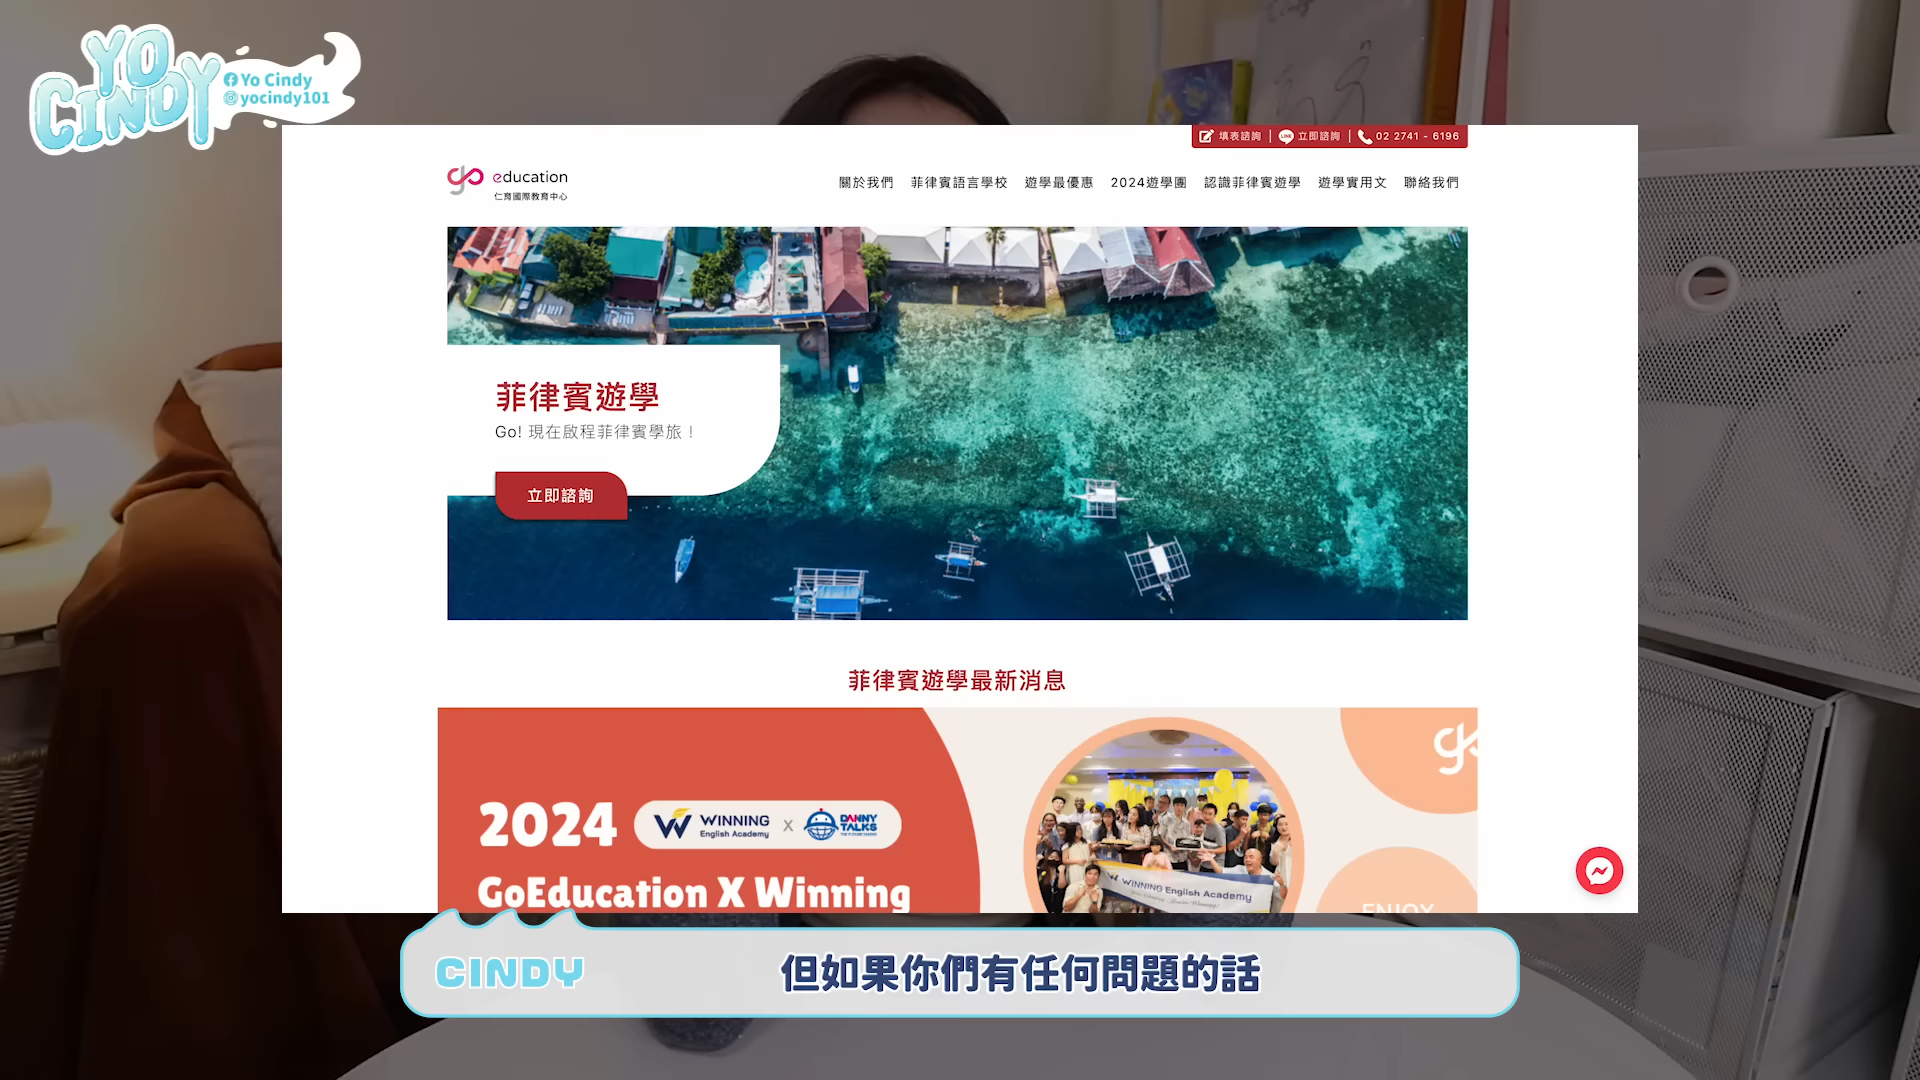 YO
CINDY
Yo Cindy
@yocindy101
填表諮詢 | LINE 立即諮詢 | 02 2741 - 6196
go education
仁育國際教育中心
關於我們 菲律賓語言學校 遊學最優惠 2024遊學團 認識菲律賓遊學 遊學實用文 聯絡我們
菲律賓遊學
Go! 現在啟程菲律賓學旅！
立即諮詢
菲律賓遊學最新消息
2024 WINNING English Academy X DANNY TALKS
GoEducation X Winning
WINNING English Academy
ENJOY
CINDY 但如果你們有任何問題的話